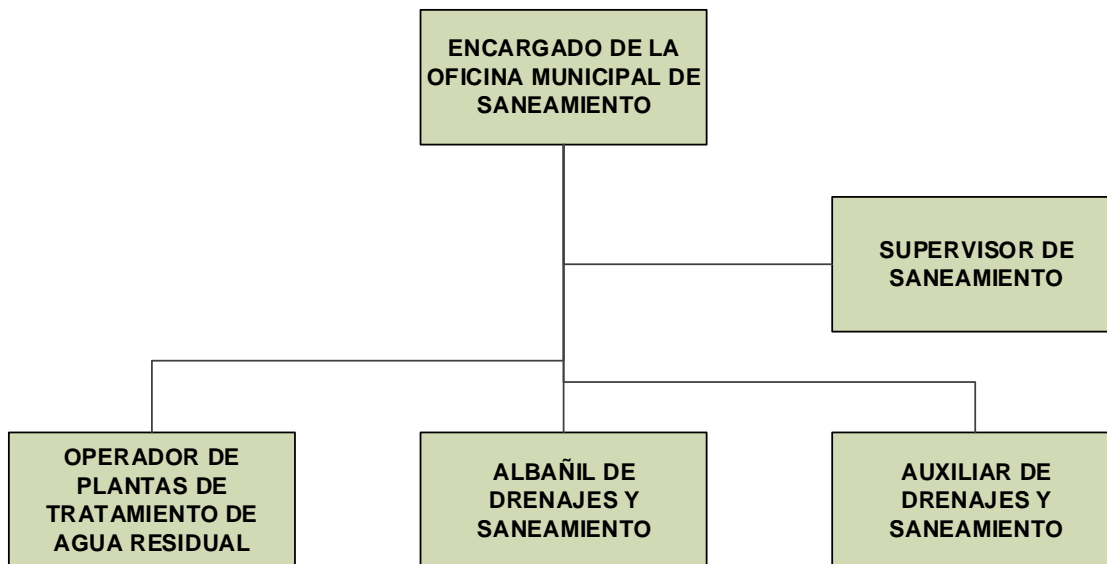 ENCARGADO DE LA
OFICINA MUNICIPAL DE
SANEAMIENTO
SUPERVISOR DE
SANEAMIENTO
OPERADOR DE
PLANTAS DE
TRATAMIENTO DE
AGUA RESIDUAL
ALBAÑIL DE
DRENAJES Y
SANEAMIENTO
AUXILIAR DE
DRENAJES Y
SANEAMIENTO